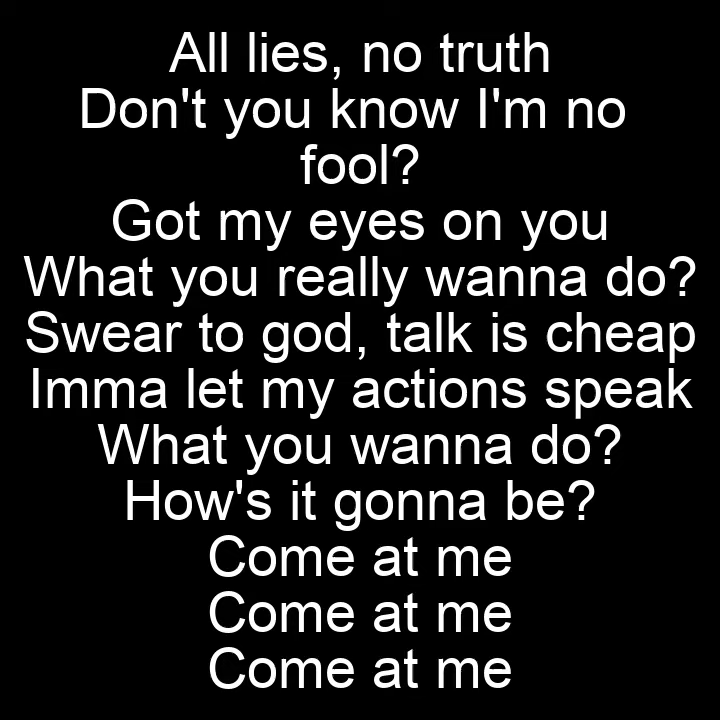 All lies, no truth
Don't you know I'm no
fool?
Got my eyes on you
What you really wanna do?
Swear to god, talk is cheap
Imma let my actions speak
What you wanna do?
How's it gonna be?
Come at me
Come at me
Come at me